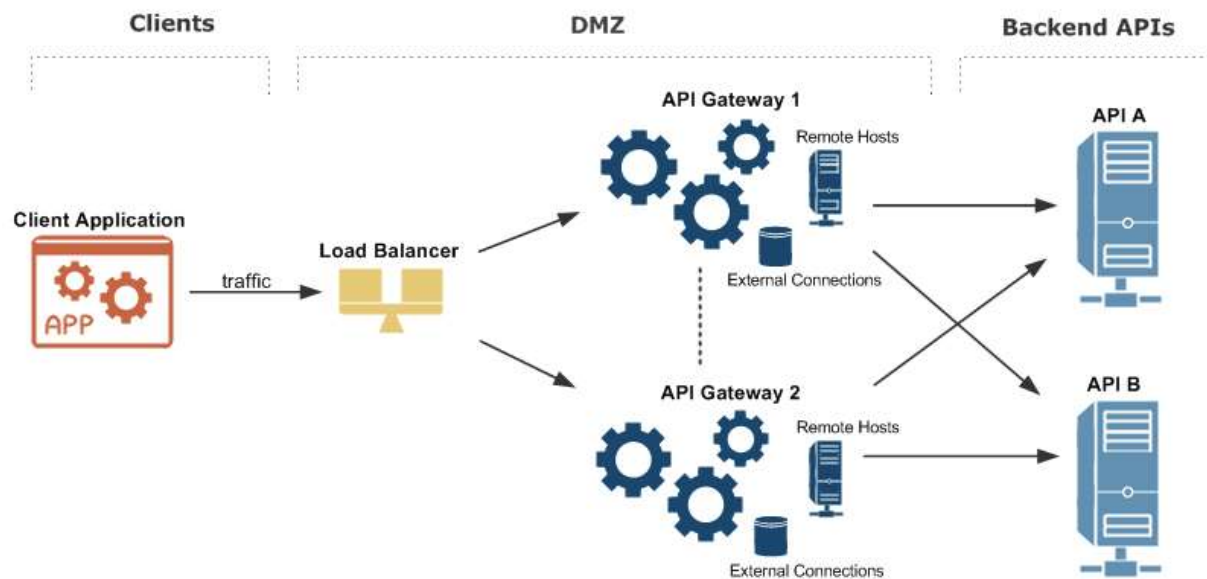 Clients
DMZ
Backend APIs
API Gateway 1
API A
Remote Hosts
Client Application
Load Balancer
traffic
APP
External Connections
API Gateway 2
API B
Remote Hosts
External Connections